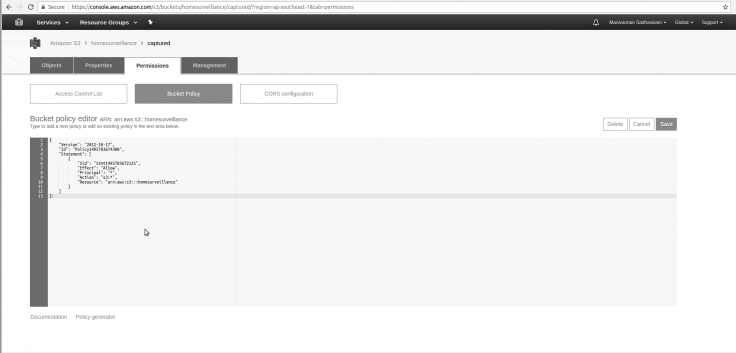 Secure https://console.aws.amazon.com/s3/buckets/homesurveillance/captured/?region=ap-southeast-1&tab=permissions
Services Resource Groups Manivannan Sadhasivam Global Support
Amazon S3 > homesurveillance > captured
Objects Properties Permissions Management
Access Control List Bucket Policy CORS configuration
Bucket policy editor ARN: arn:aws:s3:::homesurveillance
Type to add a new policy or edit an existing policy in the text area below.
Delete Cancel Save
1 {
2 "Version": "2012-10-17",
3 "Id": "Policy1495783674380",
4 "Statement": [
5 {
6 "Sid": "Stmt1495783672123",
7 "Effect": "Allow",
8 "Principal": "*",
9 "Action": "s3:*",
10 "Resource": "arn:aws:s3:::homesurveillance"
11 }
12 ]
13 }
Documentation Policy generator